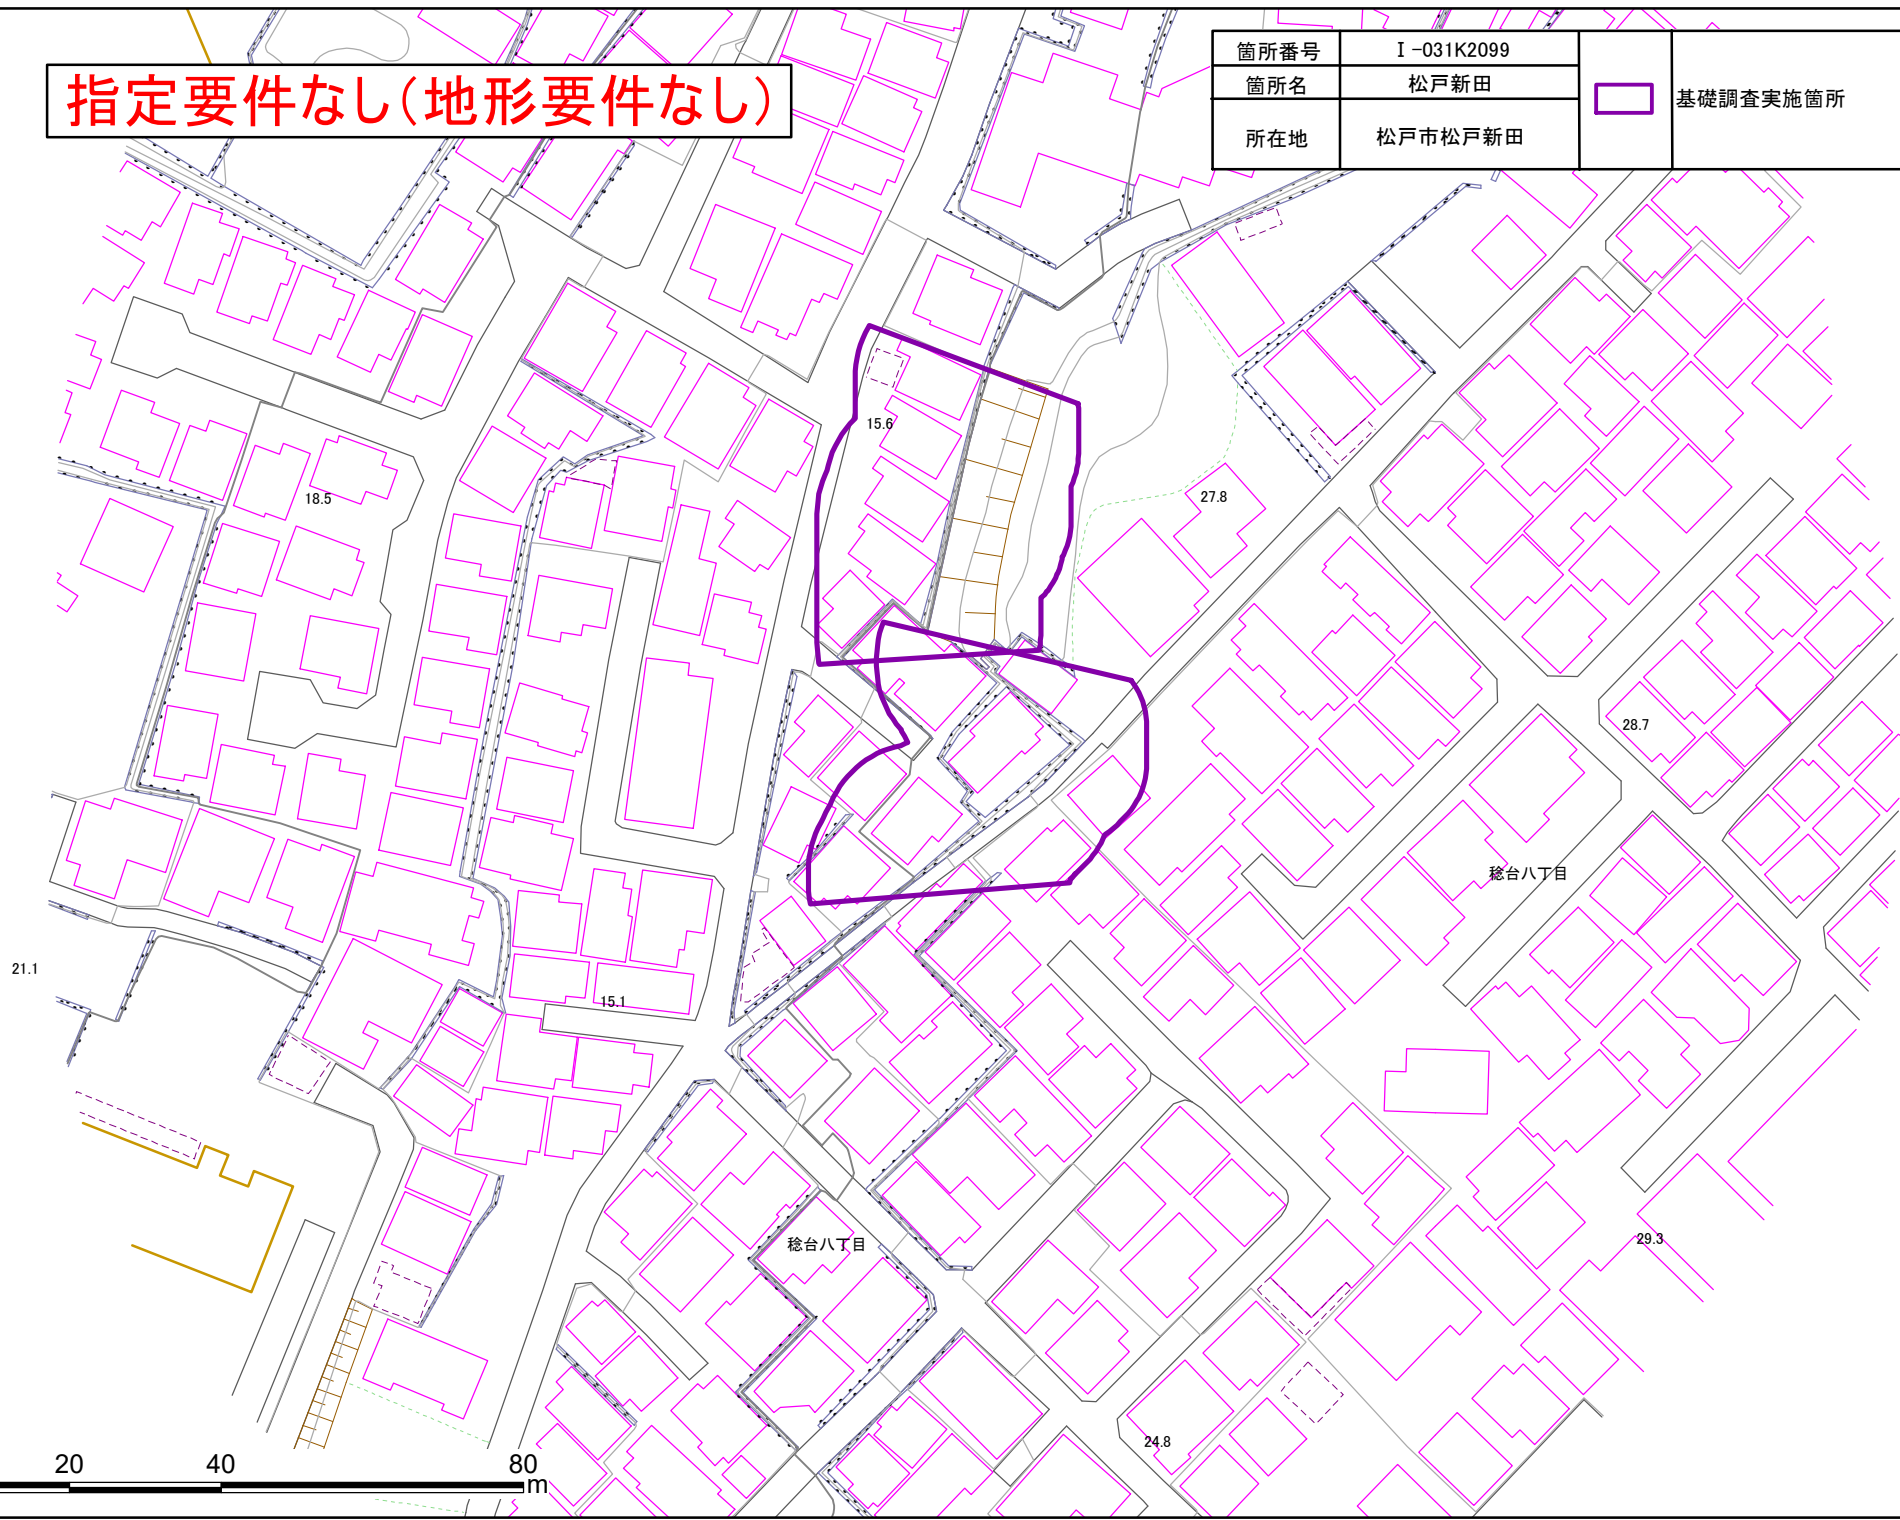 指定要件なし（地形要件なし）
箇所番号 Ⅰ-031K2099
箇所名 松戸新田
所在地 松戸市松戸新田
基礎調査実施箇所
15.6
18.5
27.8
28.7
稔台八丁目
21.1
15.1
稔台八丁目
29.3
24.8
20 40 80
m